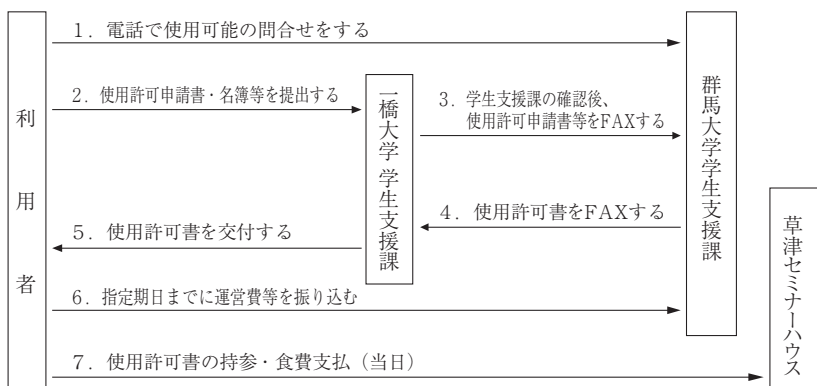 1．電話で使用可能の問合せをする
2．使用許可申請書・名簿等を提出する
3．学生支援課の確認後、
使用許可申請書等をFAXする
4．使用許可書をFAXする
5．使用許可書を交付する
6．指定期日までに運営費等を振り込む
7．使用許可書の持参・食費支払（当日）
利用者
一橋大学 学生支援課
群馬大学学生支援課
草津セミナーハウス